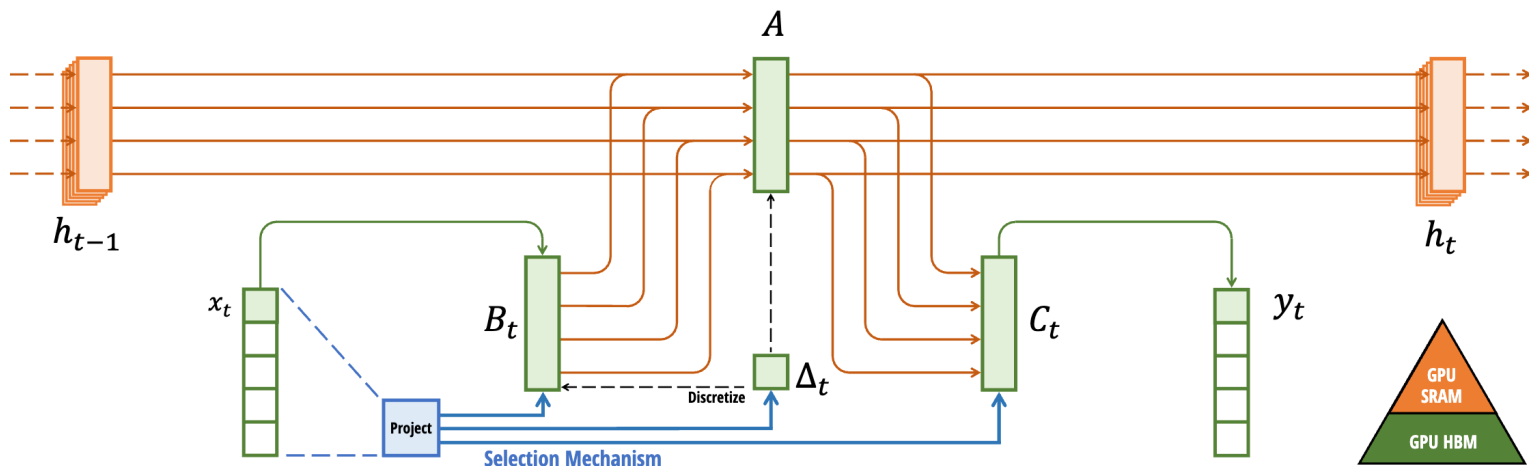 A
h_{t-1}
h_t
x_t
B_t
Δ_t
C_t
y_t
Discretize
Project
Selection Mechanism
GPU
SRAM
GPU HBM